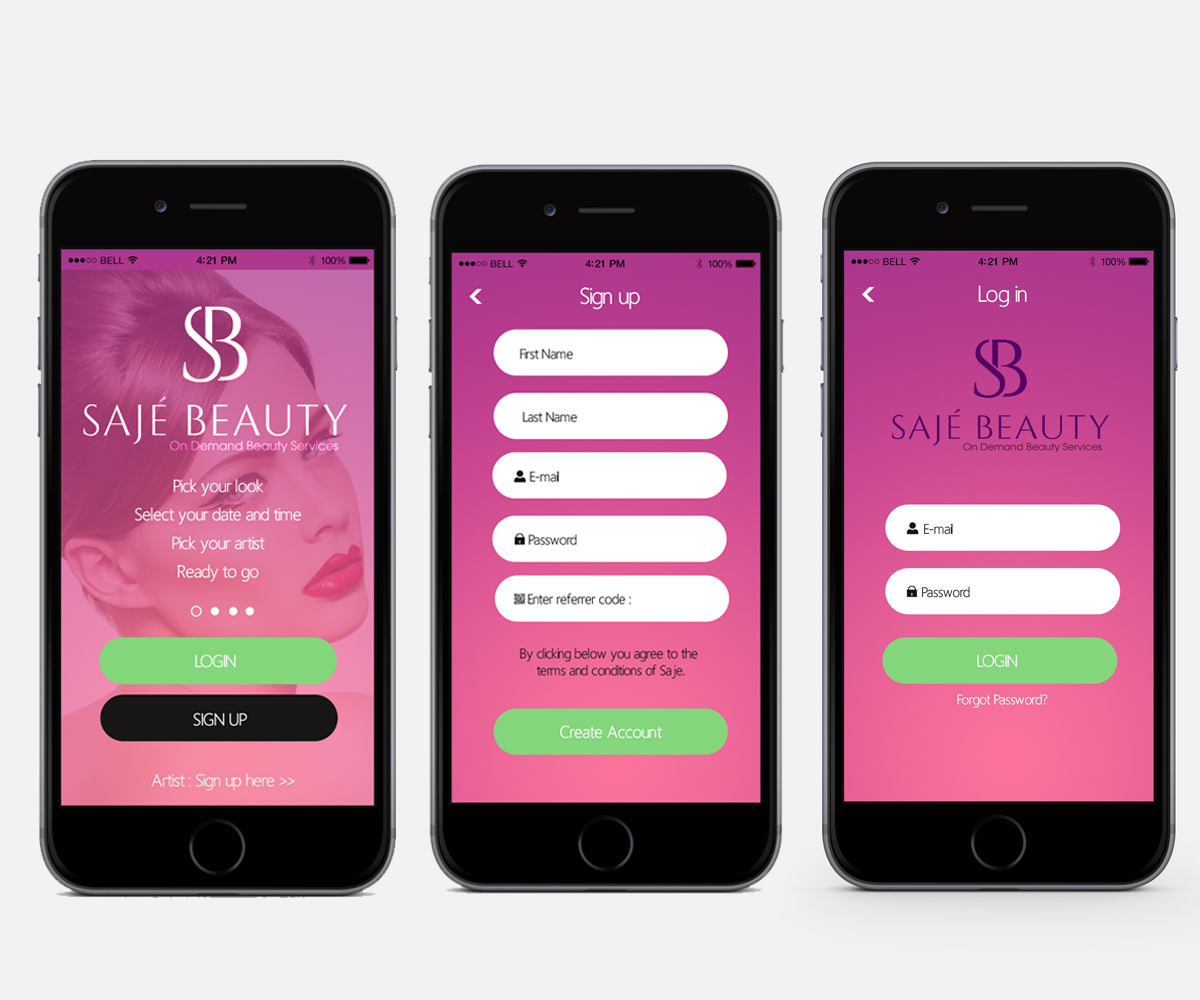 BELL 4:21 PM 100%
SB
SAJÉ BEAUTY
On Demand Beauty Services
Pick your look
Select your date and time
Pick your artist
Ready to go
LOGIN
SIGN UP
Artist : Sign up here >>
BELL 4:21 PM 100%
Sign up
First Name
Last Name
E-mail
Password
Enter referrer code :
By clicking below you agree to the
terms and conditions of Saje.
Create Account
BELL 4:21 PM 100%
Log in
SB
SAJÉ BEAUTY
On Demand Beauty Services
E-mail
Password
LOGIN
Forgot Password?